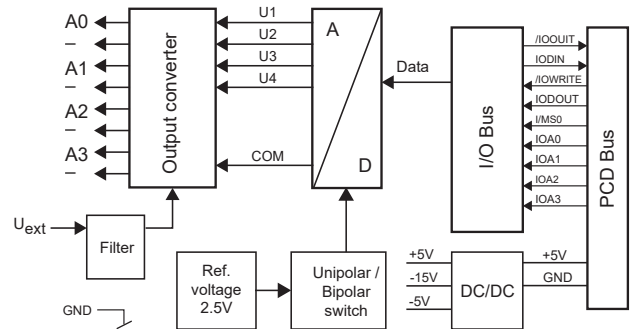 A0
–
A1
–
A2
–
A3
–
Output converter
U1
U2
U3
U4
COM
A
D
Data
I/O Bus
/IOOUIT
IODIN
/IOWRITE
IODOUT
I/MS0
IOA0
IOA1
IOA2
IOA3
PCD Bus
Uext
Filter
GND
Ref.
voltage
2.5V
Unipolar /
Bipolar
switch
+5V
-15V
-5V
DC/DC
+5V
GND